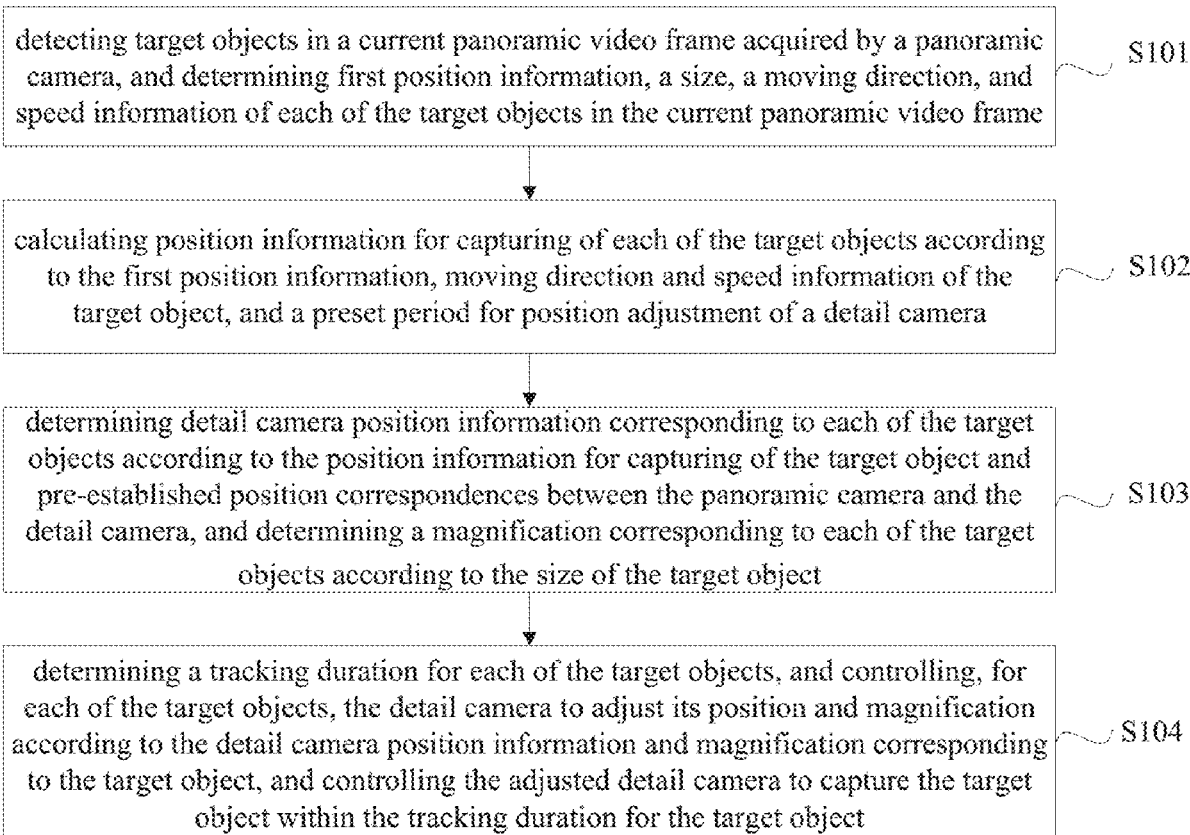 detecting target objects in a current panoramic video frame acquired by a panoramic
camera, and determining first position information, a size, a moving direction, and
speed information of each of the target objects in the current panoramic video frame
S101
calculating position information for capturing of each of the target objects according
to the first position information, moving direction and speed information of the
target object, and a preset period for position adjustment of a detail camera
S102
determining detail camera position information corresponding to each of the target
objects according to the position information for capturing of the target object and
pre-established position correspondences between the panoramic camera and the
detail camera, and determining a magnification corresponding to each of the target
objects according to the size of the target object
S103
determining a tracking duration for each of the target objects, and controlling, for
each of the target objects, the detail camera to adjust its position and magnification
according to the detail camera position information and magnification corresponding
to the target object, and controlling the adjusted detail camera to capture the target
object within the tracking duration for the target object
S104